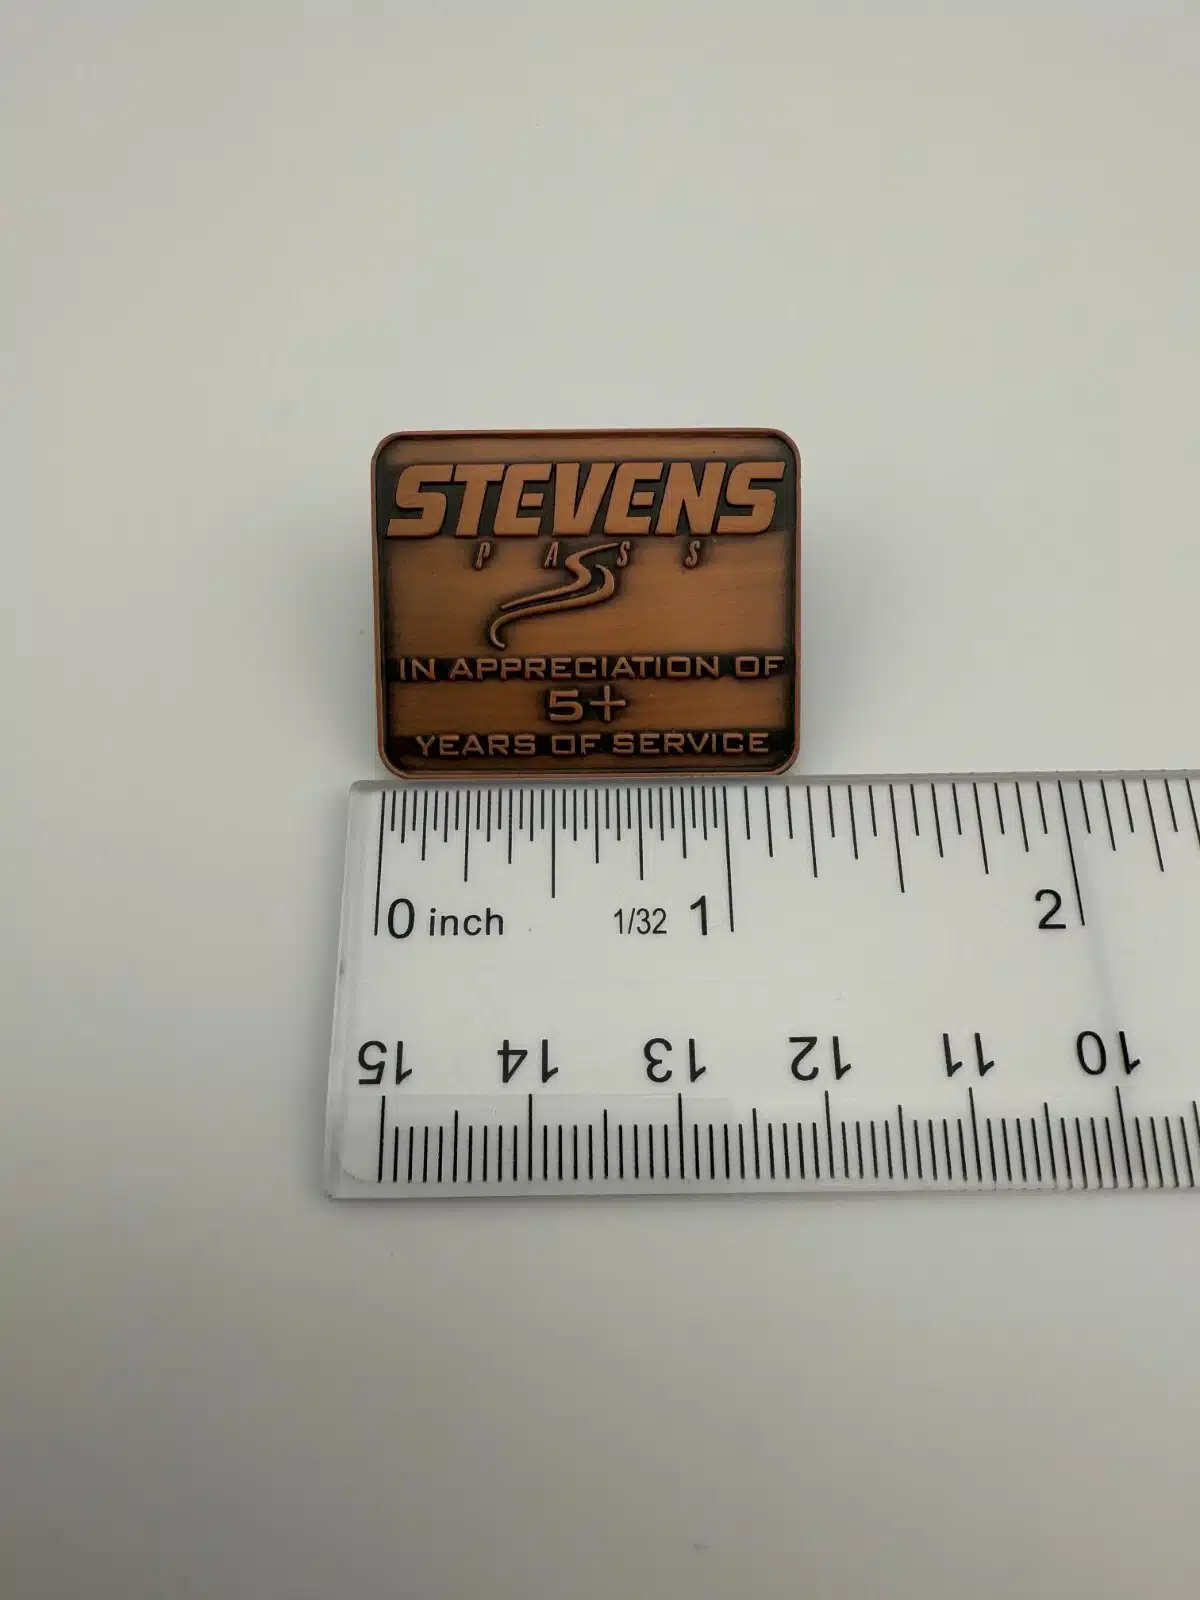 STEVENS
PASS
IN APPRECIATION OF
5+
YEARS OF SERVICE
0 inch 1/32 1 2
15 14 13 12 11 10